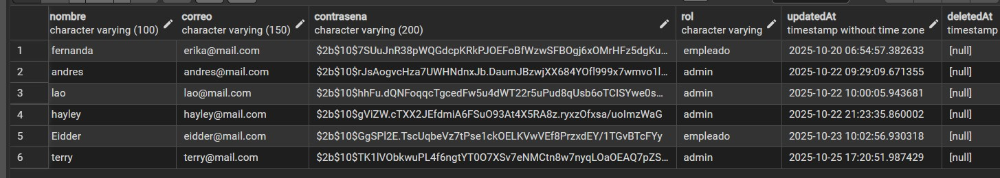 nombre correo contrasena rol updatedAt deletedAt
character varying (100) character varying (150) character varying (200) character varying timestamp without time zone timestamp
1 fernanda erika@mail.com $2b$10$7SUuJnR38pWQGdcpKRkPJOEFoBfWzwSFBOgj6xOMrHFz5dgKu... empleado 2025-10-20 06:54:57.382633 [null]
2 andres andres@mail.com $2b$10$rJsAogvcHza7UWHNdnxJb.DaumJBzwjXX684YOfl999x7wmvo1l... admin 2025-10-22 09:29:09.671355 [null]
3 lao lao@mail.com $2b$10$hhFu.dQNFoqqcTgcedFw5u4dWT22r5uPud8qUsb6oTCISYwe0s... admin 2025-10-22 10:00:05.943681 [null]
4 hayley hayley@mail.com $2b$10$gViZW.cTXX2JEfdmiA6FSuO93At4X5RA8z.ryxzOfxsa/uoImzWaG admin 2025-10-22 21:23:35.860002 [null]
5 Eidder eidder@mail.com $2b$10$GgSPl2E.TscUqbeVz7tPse1ckOELKVwVEf8PrzxdEY/1TGvBTcFYy empleado 2025-10-23 10:02:56.930318 [null]
6 terry terry@mail.com $2b$10$TK1lVObkwuPL4f6ngtYT0O7XSv7eNMCtn8w7nyqLOaOEAQ7pZS... admin 2025-10-25 17:20:51.987429 [null]